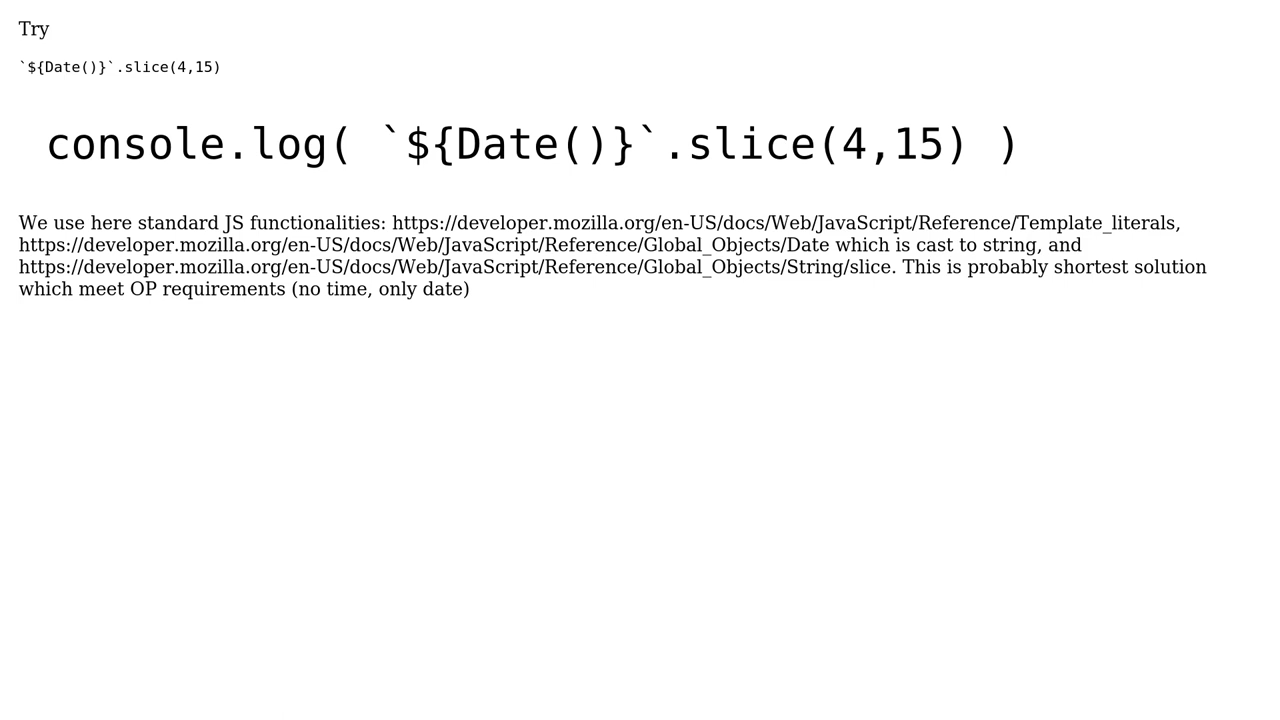 Try
`${Date()}`.slice(4,15)
console.log( `${Date()}`.slice(4,15) )
We use here standard JS functionalities: https://developer.mozilla.org/en-US/docs/Web/JavaScript/Reference/Template_literals,
https://developer.mozilla.org/en-US/docs/Web/JavaScript/Reference/Global_Objects/Date which is cast to string, and
https://developer.mozilla.org/en-US/docs/Web/JavaScript/Reference/Global_Objects/String/slice. This is probably shortest solution
which meet OP requirements (no time, only date)